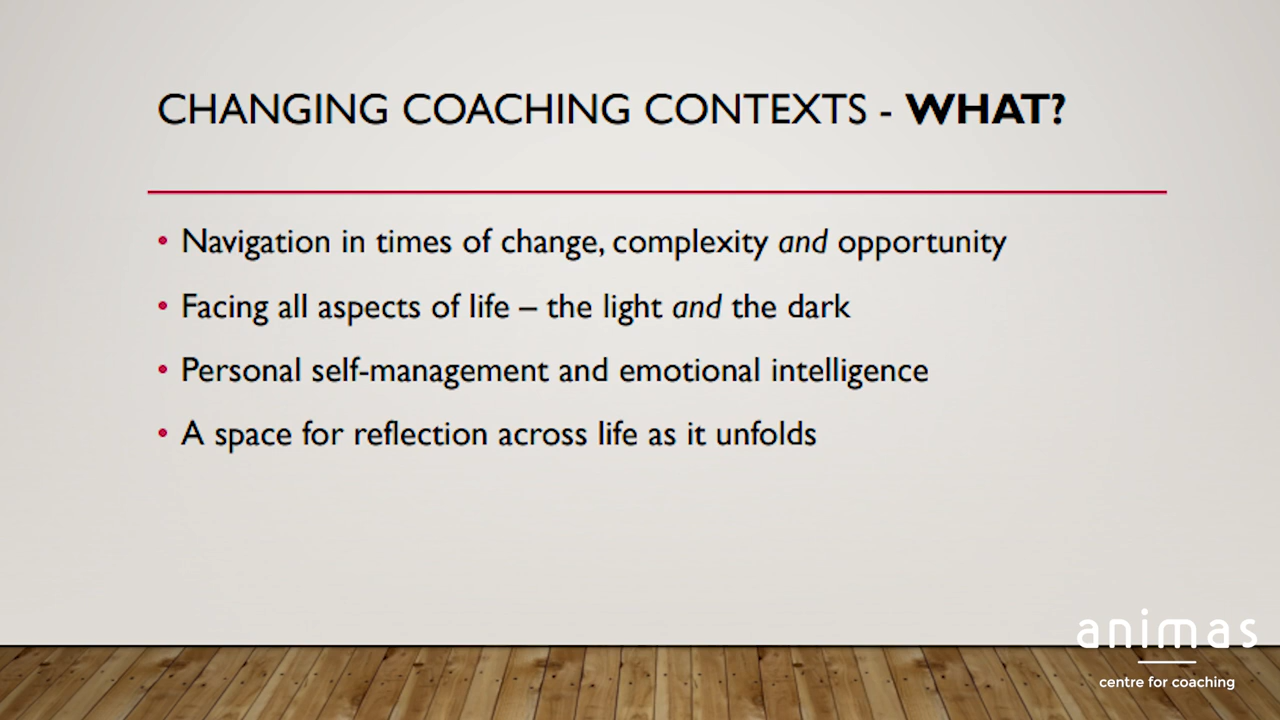 CHANGING COACHING CONTEXTS - WHAT?
• Navigation in times of change, complexity and opportunity
• Facing all aspects of life – the light and the dark
• Personal self-management and emotional intelligence
• A space for reflection across life as it unfolds
animas
centre for coaching